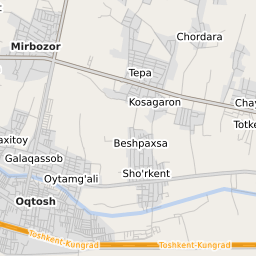 Chordara
Mirbozor
Tepa
Kosagaron
Chay
Totke
axitoy
Beshpaxsa
Galaqassob
Sho'rkent
Oytamg'ali
Oqtosh
Toshkent-Kungrad
Toshkent-Kungrad